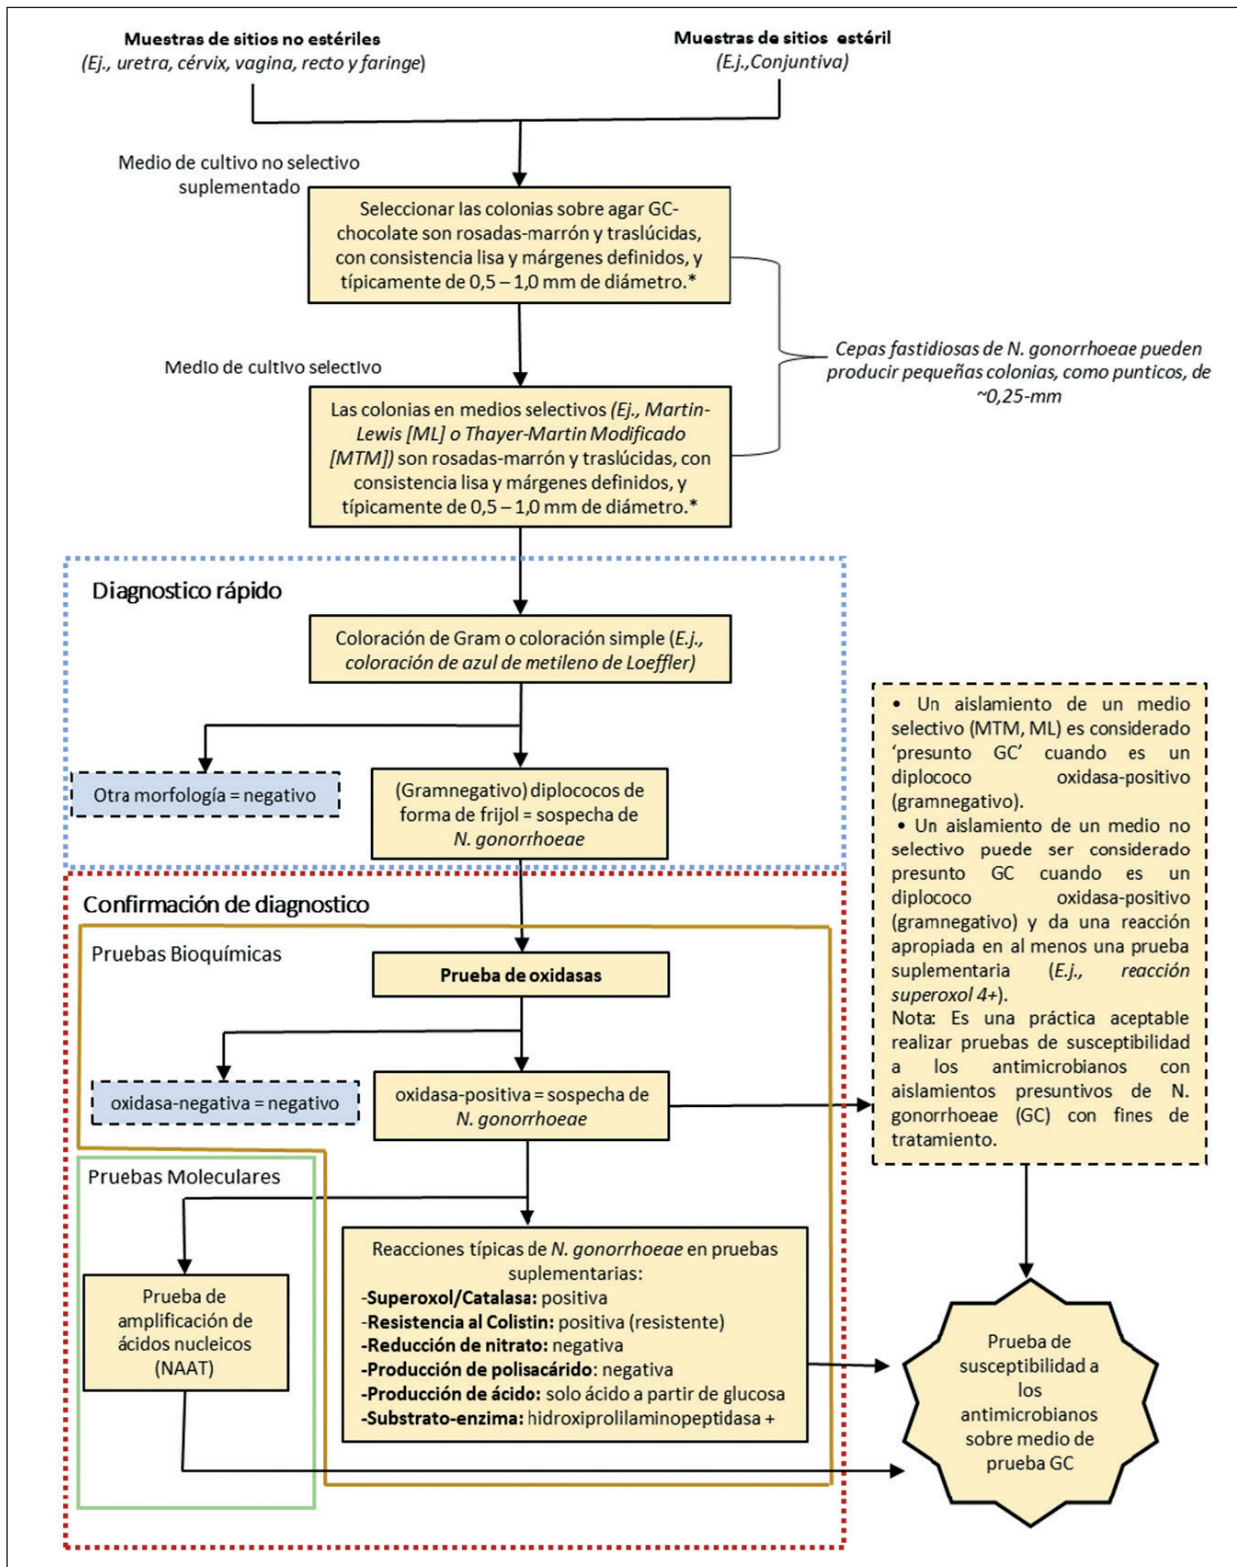 Muestras de sitios no estériles
(Ej., uretra, cérvix, vagina, recto y faringe)
Muestras de sitios estéril
(E.j.,Conjuntiva)
Medio de cultivo no selectivo
suplementado
Seleccionar las colonias sobre agar GC-
chocolate son rosadas-marrón y traslúcidas,
con consistencia lisa y márgenes definidos, y
típicamente de 0,5 – 1,0 mm de diámetro.*
Medio de cultivo selectivo
Las colonias en medios selectivos (Ej., Martin-
Lewis [ML] o Thayer-Martin Modificado
[MTM]) son rosadas-marrón y traslúcidas, con
consistencia lisa y márgenes definidos, y
típicamente de 0,5 – 1,0 mm de diámetro.*
Cepas fastidiosas de N. gonorrhoeae pueden
producir pequeñas colonias, como punticos, de
~0,25-mm
Diagnostico rápido
Coloración de Gram o coloración simple (E.j.,
coloración de azul de metileno de Loeffler)
Otra morfología = negativo
(Gramnegativo) diplococos de
forma de frijol = sospecha de
N. gonorrhoeae
Confirmación de diagnostico
Pruebas Bioquímicas
Prueba de oxidasas
oxidasa-negativa = negativo
oxidasa-positiva = sospecha de
N. gonorrhoeae
• Un aislamiento de un medio
selectivo (MTM, ML) es considerado
‘presunto GC’ cuando es un
diplococo oxidasa-positivo
(gramnegativo).
• Un aislamiento de un medio no
selectivo puede ser considerado
presunto GC cuando es un
diplococo oxidasa-positivo
(gramnegativo) y da una reacción
apropiada en al menos una prueba
suplementaria (E.j., reacción
superoxol 4+).
Nota: Es una práctica aceptable
realizar pruebas de susceptibilidad
a los antimicrobianos con
aislamientos presuntivos de N.
gonorrhoeae (GC) con fines de
tratamiento.
Pruebas Moleculares
Prueba de
amplificación de
ácidos nucleicos
(NAAT)
Reacciones típicas de N. gonorrhoeae en pruebas
suplementarias:
-Superoxol/Catalasa: positiva
-Resistencia al Colistin: positiva (resistente)
-Reducción de nitrato: negativa
-Producción de polisacárido: negativa
-Producción de ácido: solo ácido a partir de glucosa
-Substrato-enzima: hidroxiprolilaminopeptidasa +
Prueba de
susceptibilidad a
los
antimicrobianos
sobre medio de
prueba GC